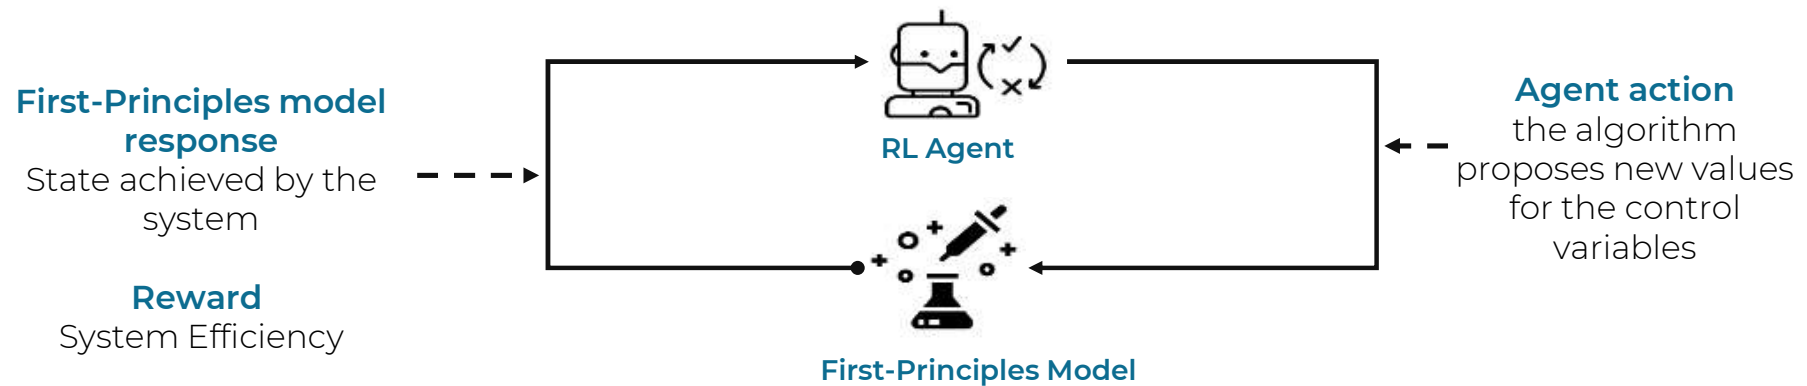 First-Principles model
response
State achieved by the
system
Reward
System Efficiency
RL Agent
First-Principles Model
Agent action
the algorithm
proposes new values
for the control
variables